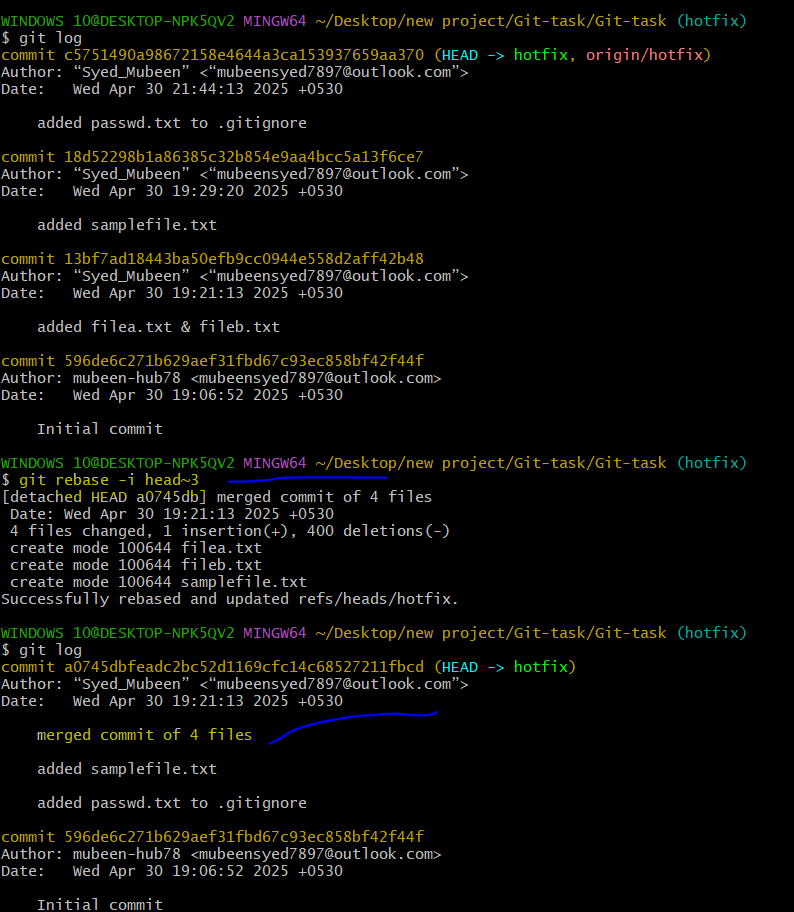 WINDOWS 10@DESKTOP-NPK5QV2 MINGW64 ~/Desktop/new project/Git-task/Git-task (hotfix)
$ git log
commit c5751490a98672158e4644a3ca153937659aa370 (HEAD -> hotfix, origin/hotfix)
Author: “Syed_Mubeen” <“mubeensyed7897@outlook.com”>
Date:   Wed Apr 30 21:44:13 2025 +0530
    added passwd.txt to .gitignore
commit 18d52298b1a86385c32b854e9aa4bcc5a13f6ce7
Author: “Syed_Mubeen” <“mubeensyed7897@outlook.com”>
Date:   Wed Apr 30 19:29:20 2025 +0530
    added samplefile.txt
commit 13bf7ad18443ba50efb9cc0944e558d2aff42b48
Author: “Syed_Mubeen” <“mubeensyed7897@outlook.com”>
Date:   Wed Apr 30 19:21:13 2025 +0530
    added filea.txt & fileb.txt
commit 596de6c271b629aef31fbd67c93ec858bf42f44f
Author: mubeen-hub78 <mubeensyed7897@outlook.com>
Date:   Wed Apr 30 19:06:52 2025 +0530
    Initial commit
WINDOWS 10@DESKTOP-NPK5QV2 MINGW64 ~/Desktop/new project/Git-task/Git-task (hotfix)
$ git rebase -i head~3
[detached HEAD a0745db] merged commit of 4 files
 Date: Wed Apr 30 19:21:13 2025 +0530
 4 files changed, 1 insertion(+), 400 deletions(-)
 create mode 100644 filea.txt
 create mode 100644 fileb.txt
 create mode 100644 samplefile.txt
Successfully rebased and updated refs/heads/hotfix.
WINDOWS 10@DESKTOP-NPK5QV2 MINGW64 ~/Desktop/new project/Git-task/Git-task (hotfix)
$ git log
commit a0745dbfeadc2bc52d1169cfc14c68527211fbcd (HEAD -> hotfix)
Author: “Syed_Mubeen” <“mubeensyed7897@outlook.com”>
Date:   Wed Apr 30 19:21:13 2025 +0530
    merged commit of 4 files
    added samplefile.txt
    added passwd.txt to .gitignore
commit 596de6c271b629aef31fbd67c93ec858bf42f44f
Author: mubeen-hub78 <mubeensyed7897@outlook.com>
Date:   Wed Apr 30 19:06:52 2025 +0530
    Initial commit